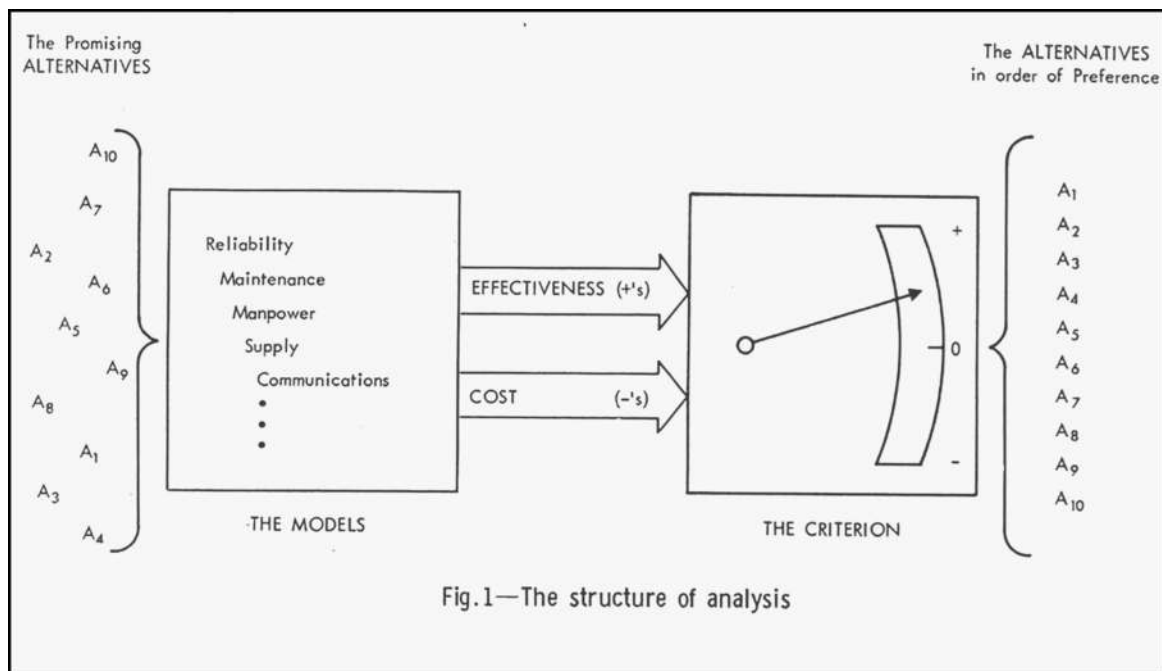 The Promising
ALTERNATIVES
A10
A7
A2
A6
A5
A9
A8
A1
A3
A4
Reliability
Maintenance
Manpower
Supply
Communications
•
•
•
THE MODELS
EFFECTIVENESS (+'s)
COST (-'s)
+
0
-
THE CRITERION
The ALTERNATIVES
in order of Preference
A1
A2
A3
A4
A5
A6
A7
A8
A9
A10
Fig.1—The structure of analysis